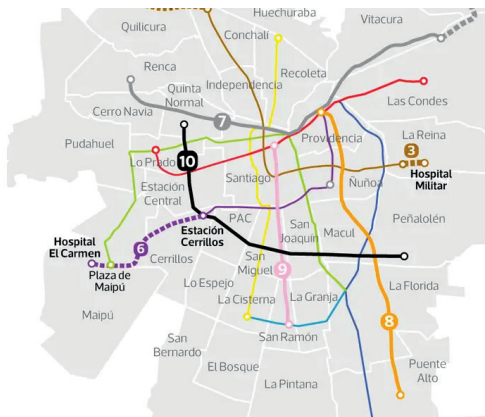 Huechuraba
Vitacura
Quilicura
Conchalí
Renca
Recoleta
Independencia
Quinta
Normal
Las Condes
Cerro Navia
7
Providencia
La Reina
Pudahuel
3
Lo Prado
10
Hospital
Militar
Santiago
Ñuñoa
Estación
Central
Peñalolén
PAC
San
Joaquín
Macul
Estación
Cerrillos
Hospital
El Carmen
6
Cerrillos
San
Miguel
9
Plaza de
Maipú
Lo Espejo
La Florida
La Cisterna
La Granja
Maipú
8
San
Bernardo
San Ramón
El Bosque
Puente
Alto
La Pintana